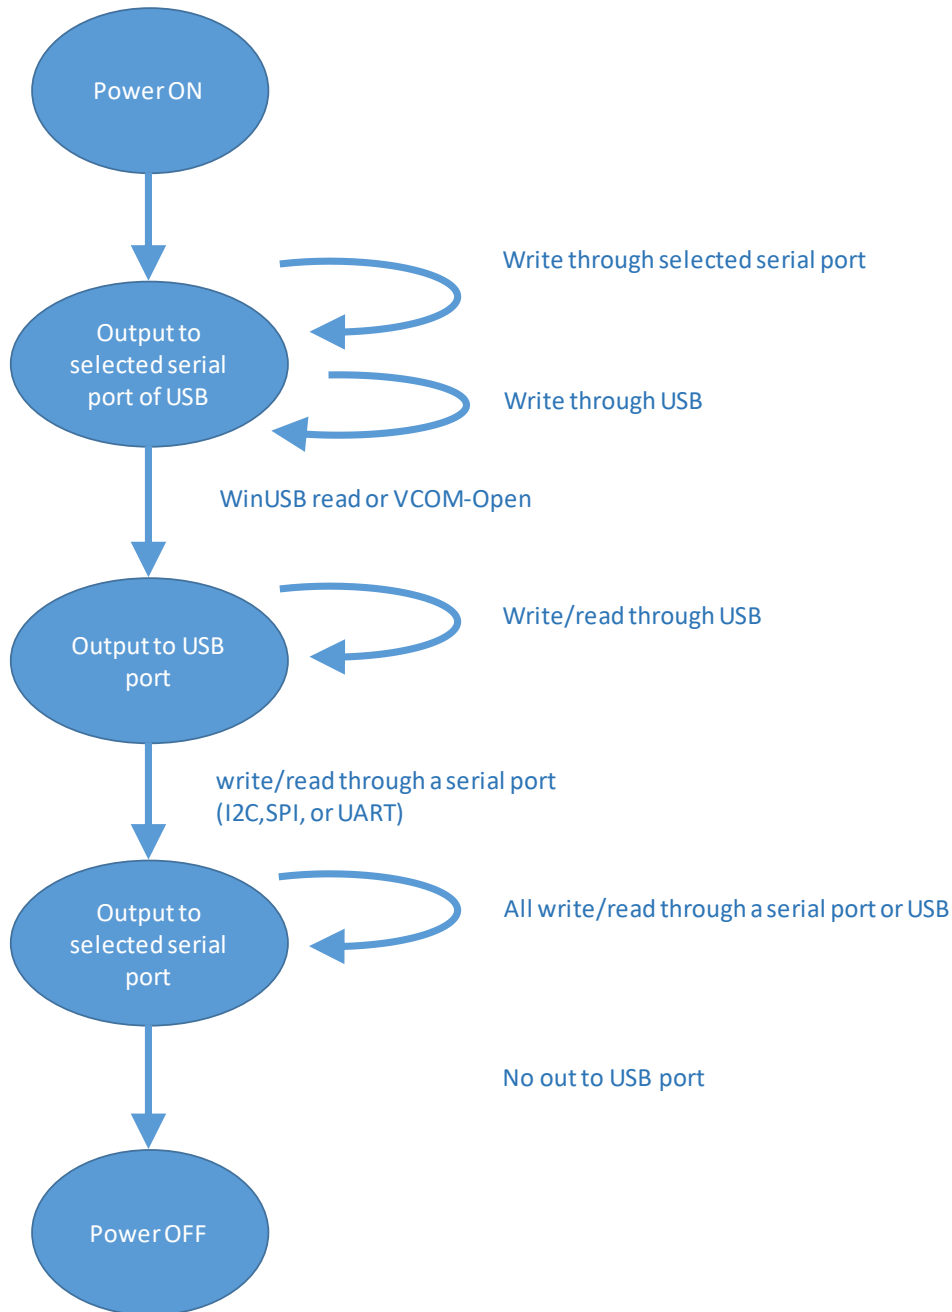 Power ON
Write through selected serial port
Output to
selected serial
port of USB
Write through USB
WinUSB read or VCOM-Open
Write/read through USB
Output to USB
port
write/read through a serial port
(I2C,SPI, or UART)
All write/read through a serial port or USB
Output to
selected serial
port
No out to USB port
Power OFF